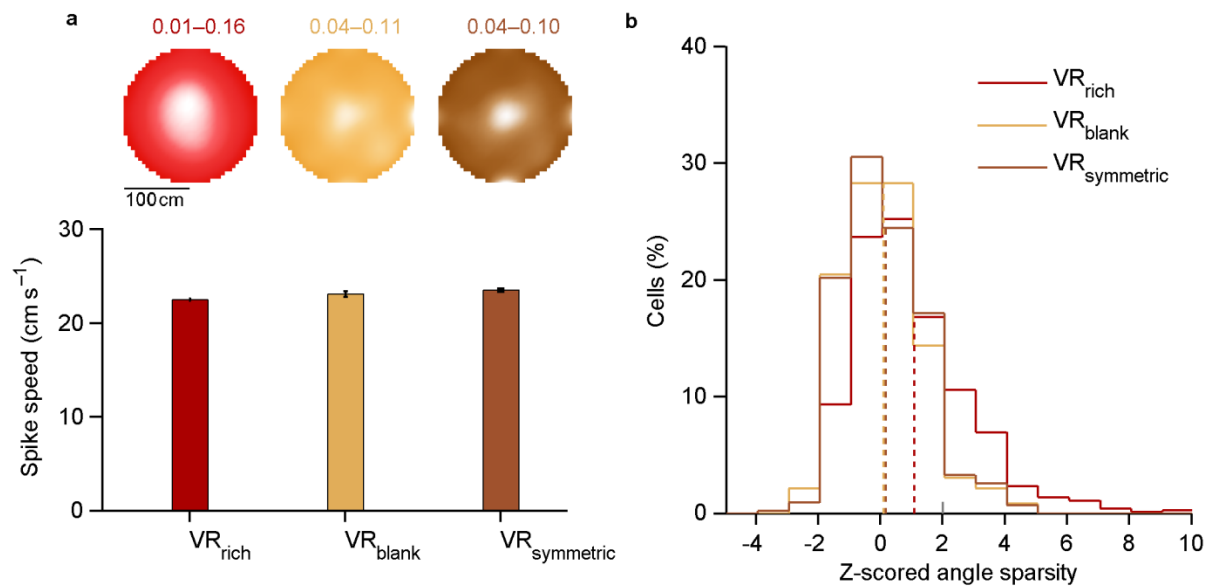 a
0.01–0.16 0.04–0.11 0.04–0.10
100 cm
30
20
10
0
Spike speed (cm s⁻¹)
VRrich VRblank VRsymmetric
b
40
30
20
10
0
Cells (%)
VRrich
VRblank
VRsymmetric
-4 -2 0 2 4 6 8 10
Z-scored angle sparsity